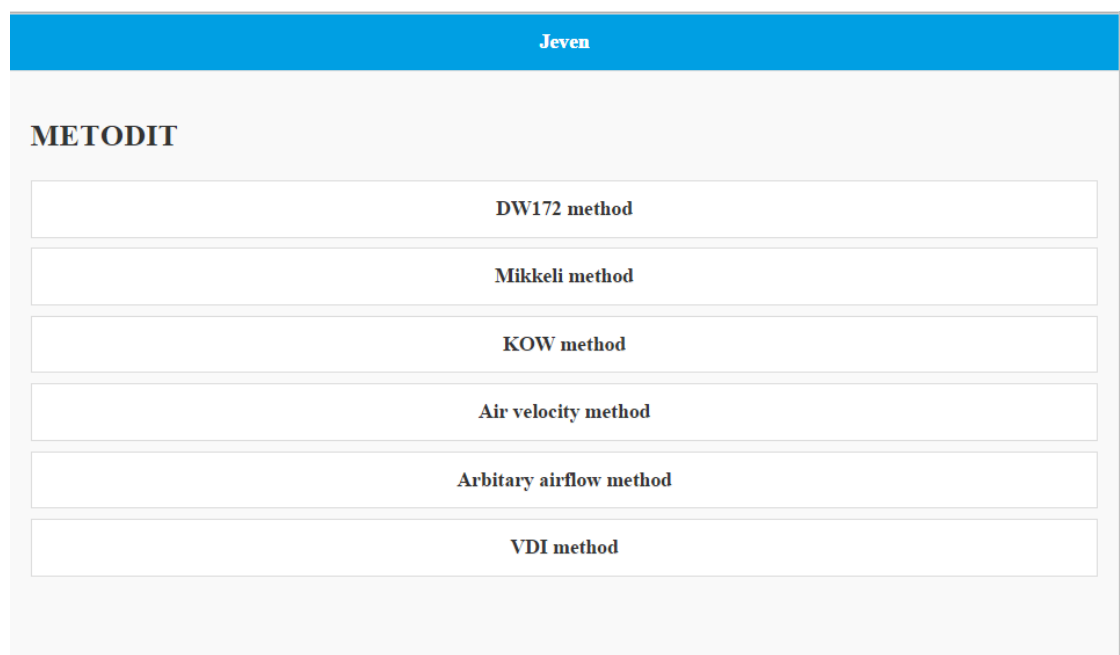 Jeven
METODIT
DW172 method
Mikkeli method
KOW method
Air velocity method
Arbitary airflow method
VDI method